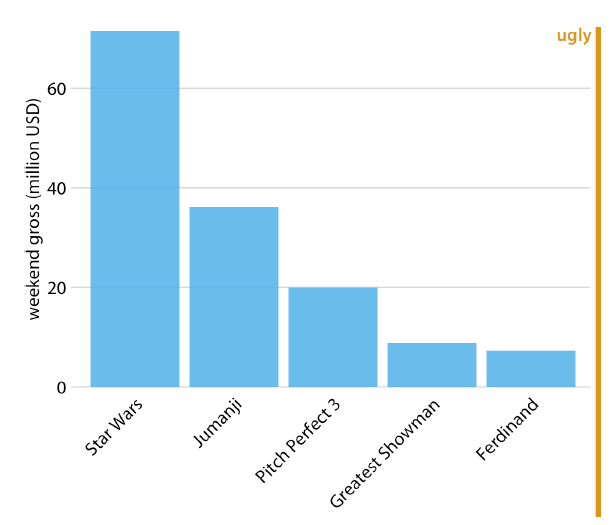 ugly
weekend gross (million USD)
60
40
20
0
Star Wars
Jumanji
Pitch Perfect 3
Greatest Showman
Ferdinand